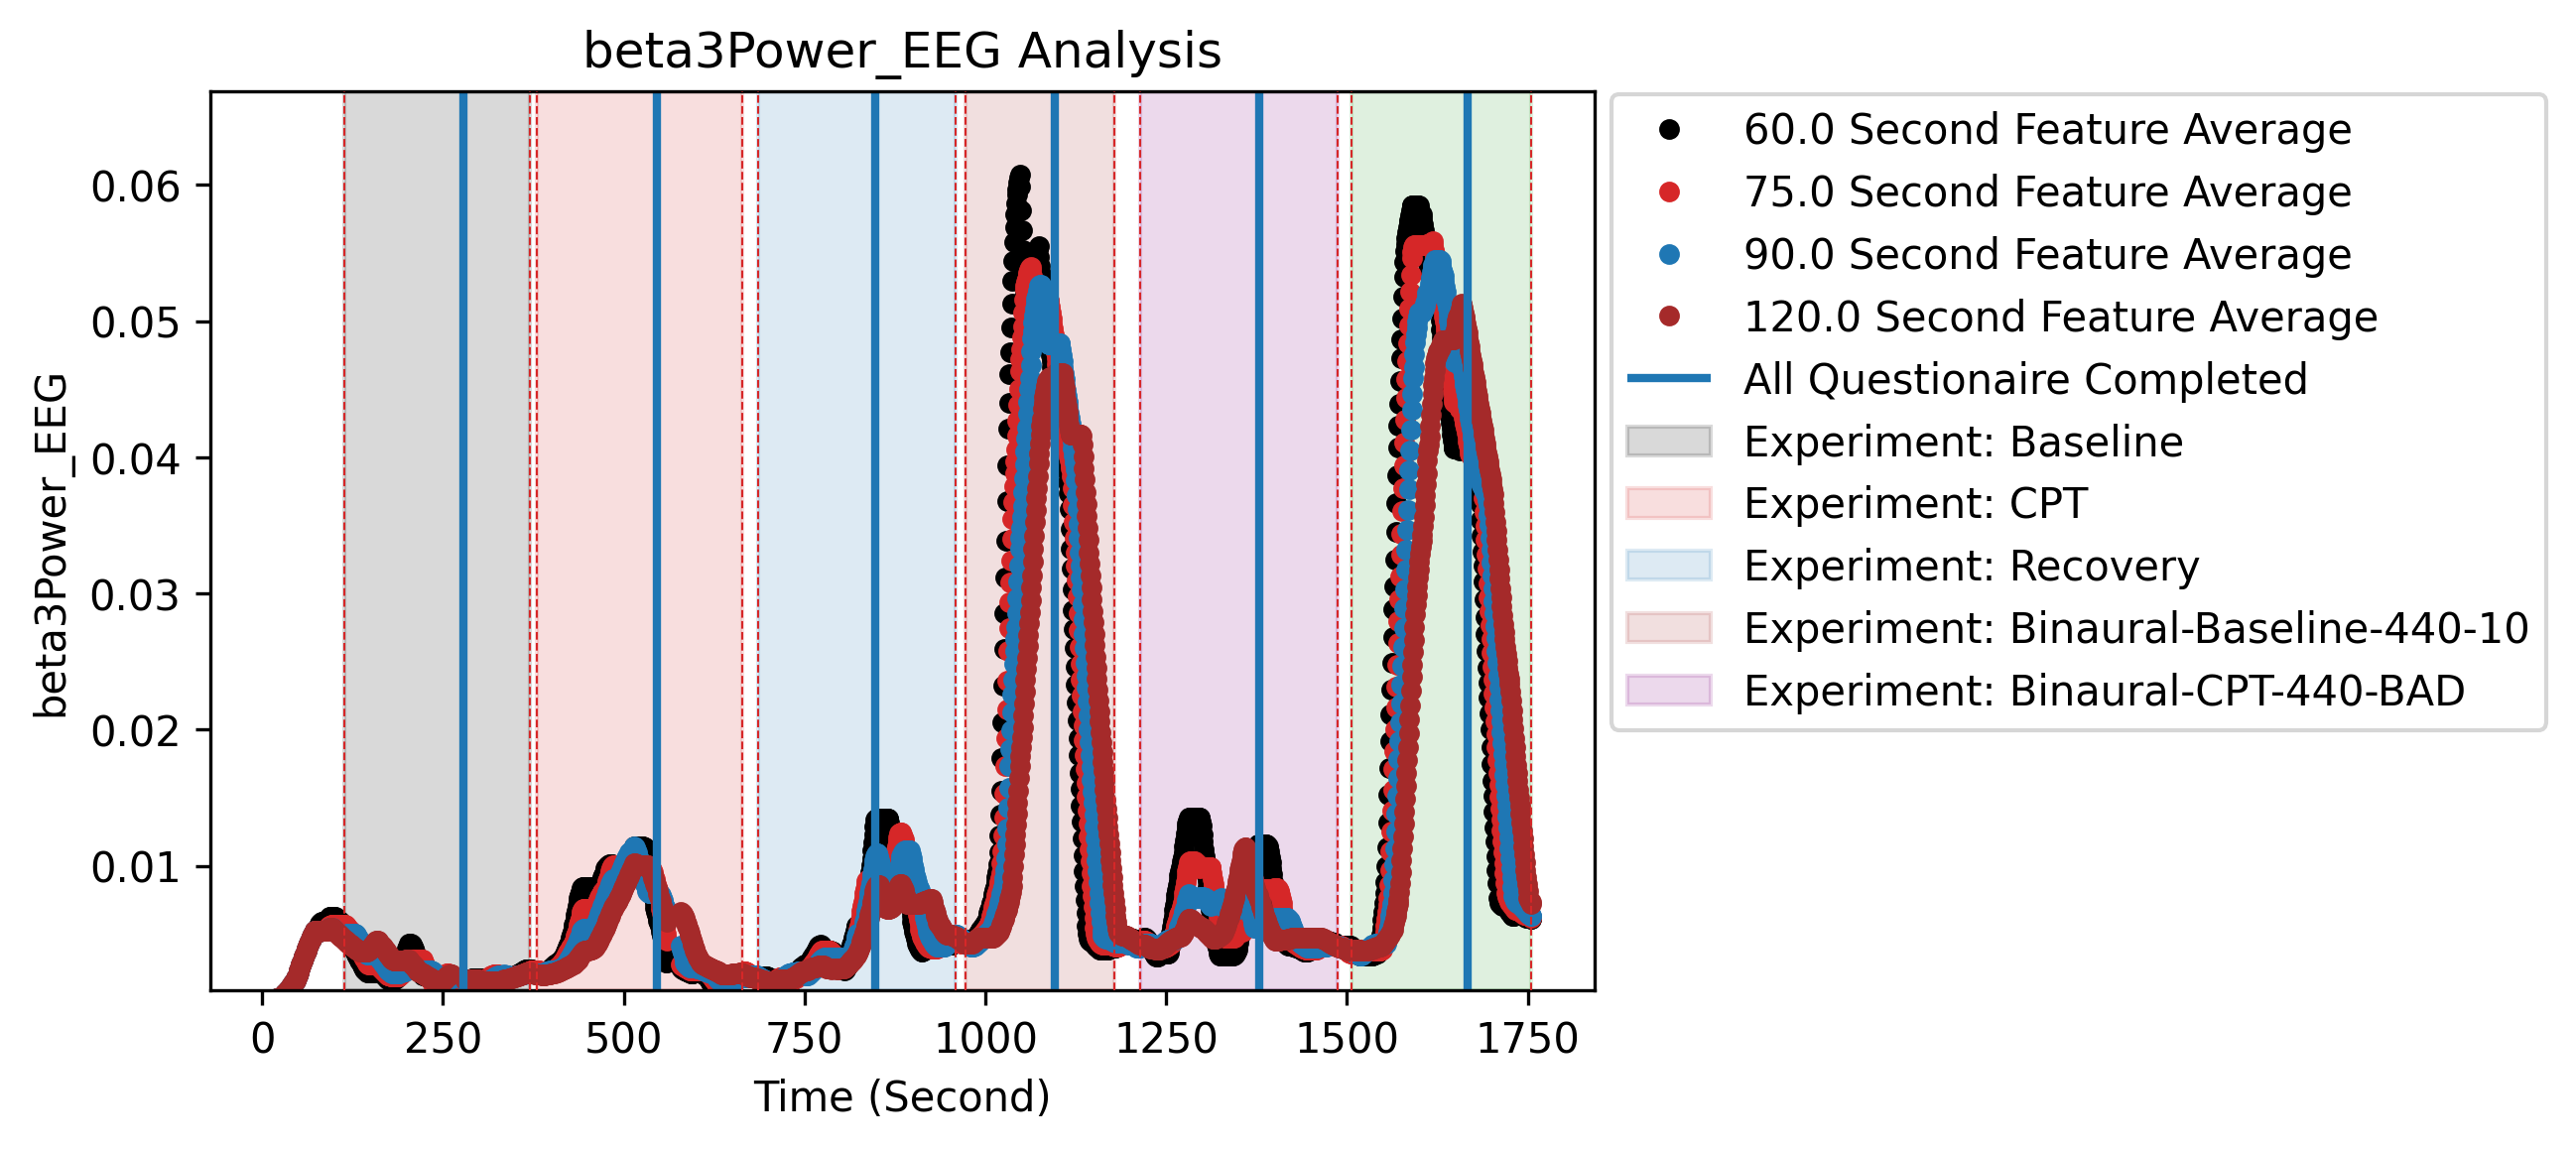 beta3Power_EEG Analysis
beta3Power_EEG
0.06
0.05
0.04
0.03
0.02
0.01
0 250 500 750 1000 1250 1500 1750
Time (Second)
60.0 Second Feature Average
75.0 Second Feature Average
90.0 Second Feature Average
120.0 Second Feature Average
All Questionaire Completed
Experiment: Baseline
Experiment: CPT
Experiment: Recovery
Experiment: Binaural-Baseline-440-10
Experiment: Binaural-CPT-440-BAD